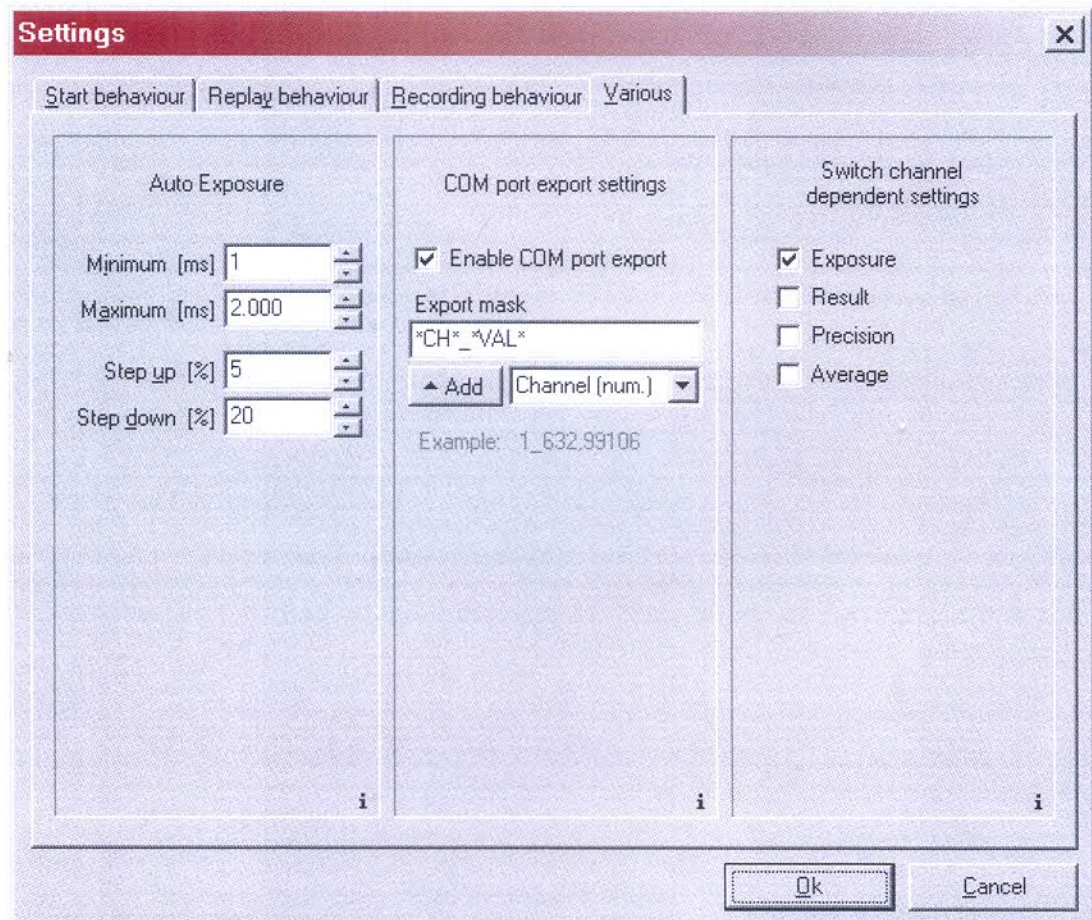 Settings
Start behaviour
Replay behaviour
Recording behaviour
Various
Auto Exposure
Minimum [ms] 1
Maximum [ms] 2.000
Step up [%] 5
Step down [%] 20
COM port export settings
Enable COM port export
Export mask
*CH*_*VAL*
Add Channel (num.)
Example: 1_632,99106
Switch channel
dependent settings
Exposure
Result
Precision
Average
i
i
i
Ok
Cancel